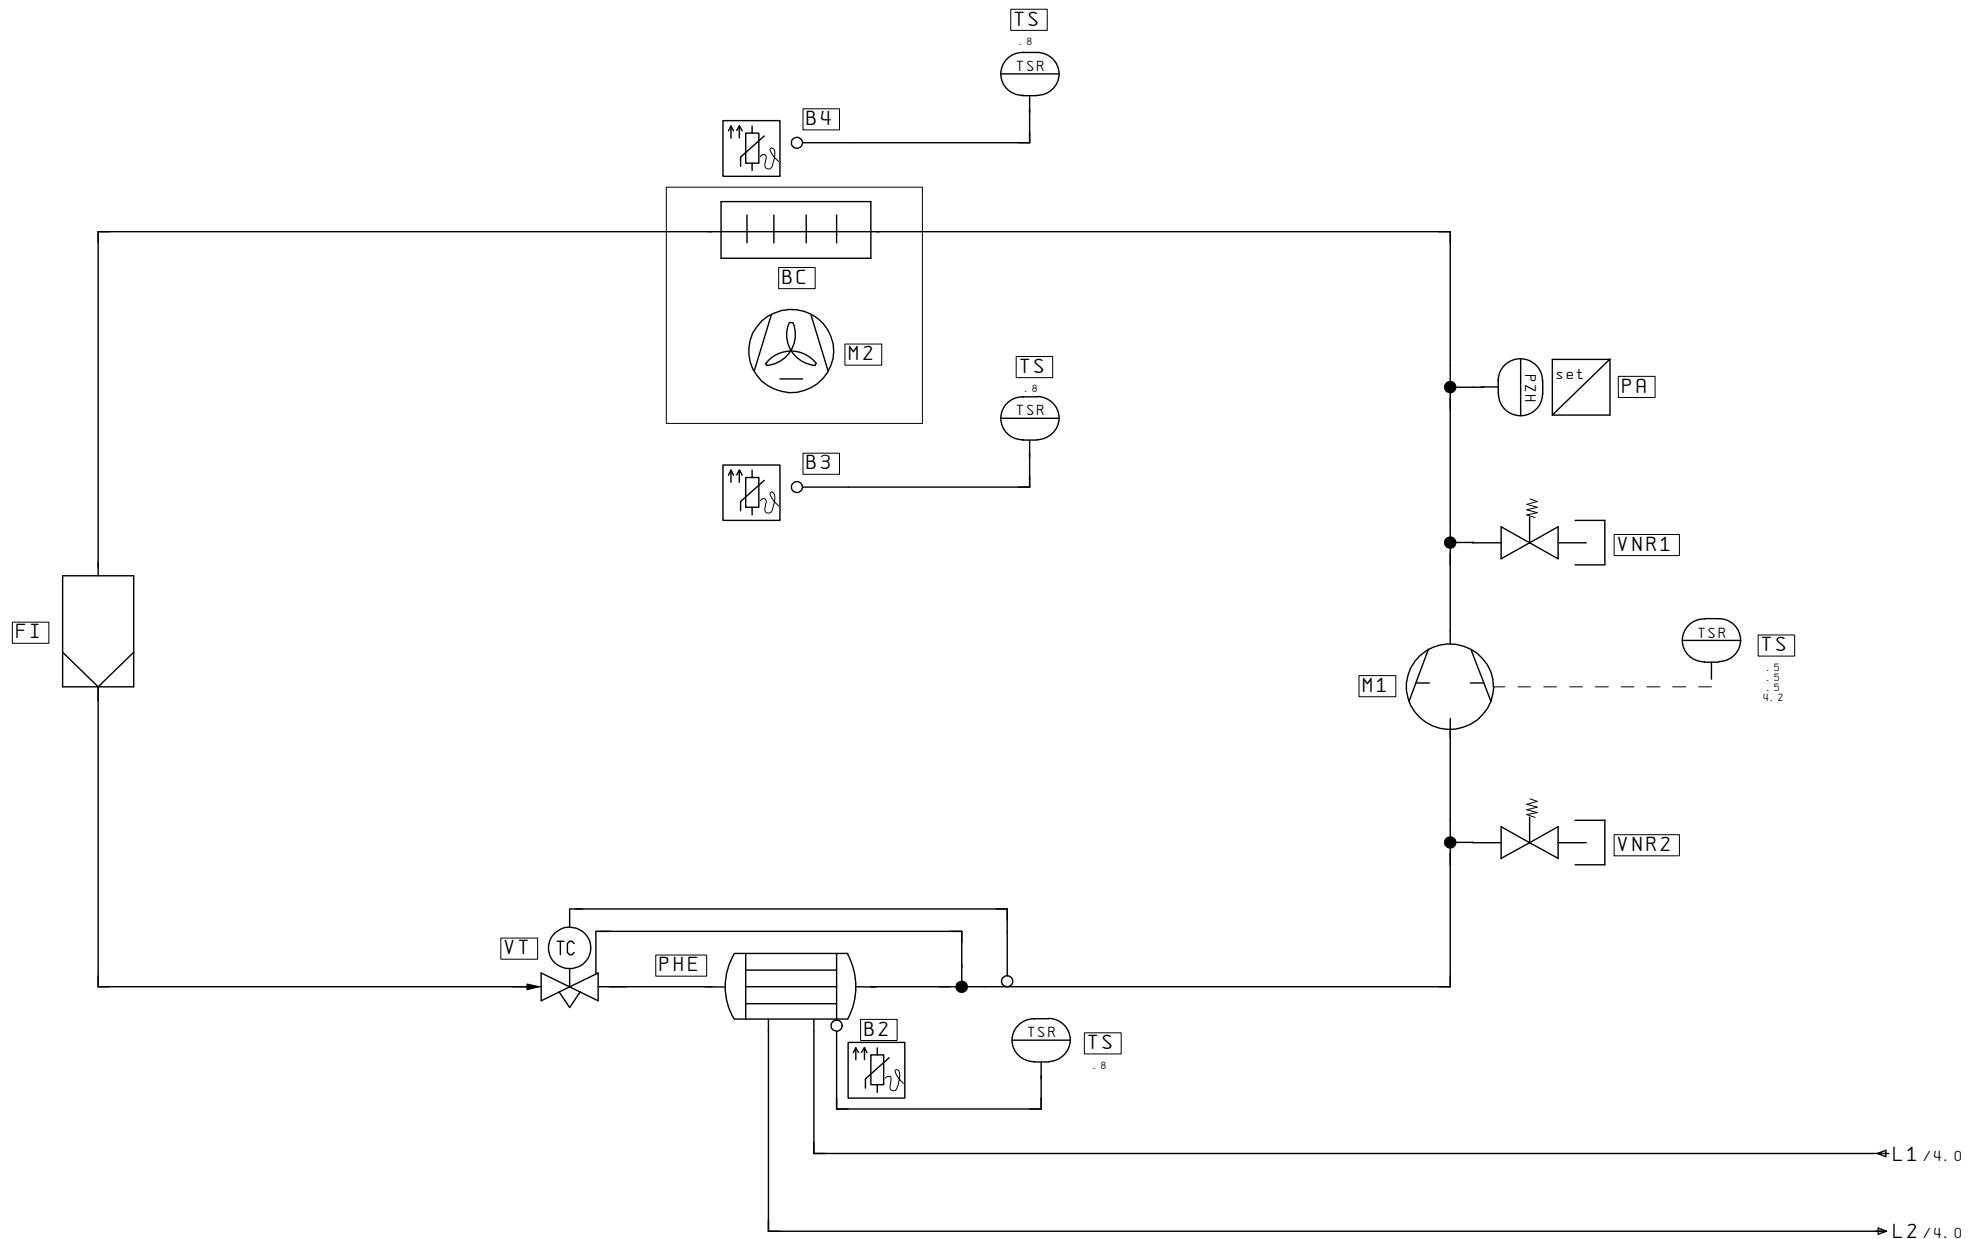 TS
.8
TSR
B4
BC
M2
TS
.8
TSR
B3
PZH
set
PA
VNR1
FI
TSR
TS
.5
.5
.5
4.2
M1
VNR2
VT
TC
PHE
B2
TSR
TS
.8
L1 /4.0
L2 /4.0